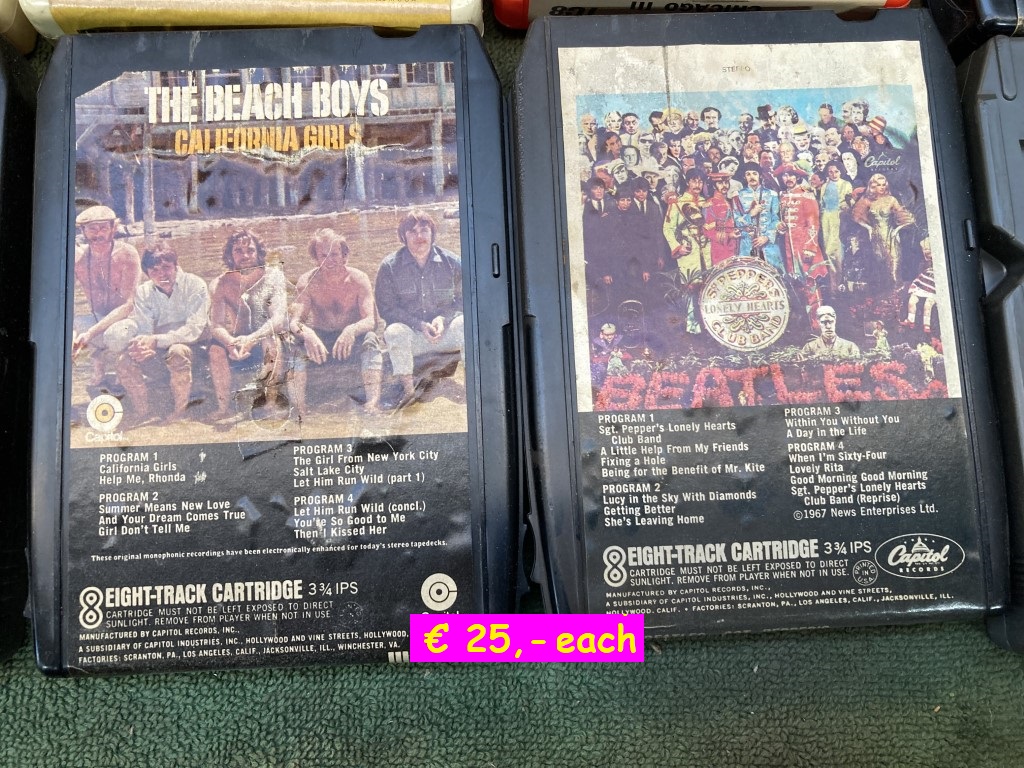 CHICAGO III
THE BEACH BOYS
CALIFORNIA GIRLS
Capitol
PROGRAM 1
California Girls
Help Me, Rhonda
PROGRAM 2
Summer Means New Love
And Your Dream Comes True
Girl Don't Tell Me
PROGRAM 3
The Girl From New York City
Salt Lake City
Let Him Run Wild (part 1)
PROGRAM 4
Let Him Run Wild (concl.)
You're So Good to Me
Then I Kissed Her
These original monophonic recordings have been electronically enhanced for today's stereo tapedecks.
8 EIGHT-TRACK CARTRIDGE 3¾ IPS
CARTRIDGE MUST NOT BE LEFT EXPOSED TO DIRECT
SUNLIGHT. REMOVE FROM PLAYER WHEN NOT IN USE.
MANUFACTURED BY CAPITOL RECORDS, INC.,
A SUBSIDIARY OF CAPITOL INDUSTRIES, INC., HOLLYWOOD AND VINE STREETS, HOLLYWOOD,
FACTORIES: SCRANTON, PA., LOS ANGELES, CALIF., JACKSONVILLE, ILL., WINCHESTER, VA.
STEREO
Capitol
SGT. PEPPER'S
LONELY HEARTS
CLUB BAND
BEATLES
PROGRAM 1
Sgt. Pepper's Lonely Hearts
Club Band
A Little Help From My Friends
Fixing a Hole
Being for the Benefit of Mr. Kite
PROGRAM 2
Lucy in the Sky With Diamonds
Getting Better
She's Leaving Home
PROGRAM 3
Within You Without You
A Day in the Life
PROGRAM 4
When I'm Sixty-Four
Lovely Rita
Good Morning Good Morning
Sgt. Pepper's Lonely Hearts
Club Band (Reprise)
©1967 News Enterprises Ltd.
8 EIGHT-TRACK CARTRIDGE 3¾ IPS
CARTRIDGE MUST NOT BE LEFT EXPOSED TO DIRECT
SUNLIGHT. REMOVE FROM PLAYER WHEN NOT IN USE.
PRINTED IN U.S.A.
Capitol
RECORDS
MANUFACTURED BY CAPITOL RECORDS, INC.,
A SUBSIDIARY OF CAPITOL INDUSTRIES, INC., HOLLYWOOD AND VINE STREETS,
HOLLYWOOD, CALIF. • FACTORIES: SCRANTON, PA., LOS ANGELES, CALIF., JACKSONVILLE, ILL.
€ 25,- each